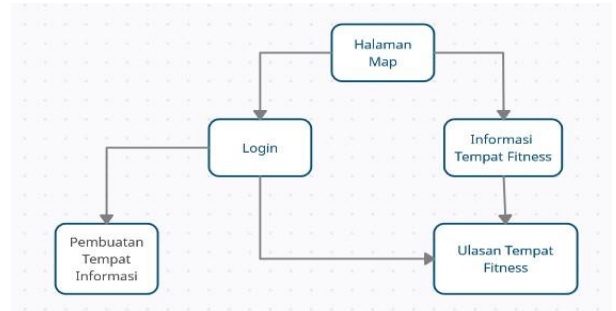 Halaman
Map
Login
Informasi
Tempat Fitness
Pembuatan
Tempat
Informasi
Ulasan Tempat
Fitness